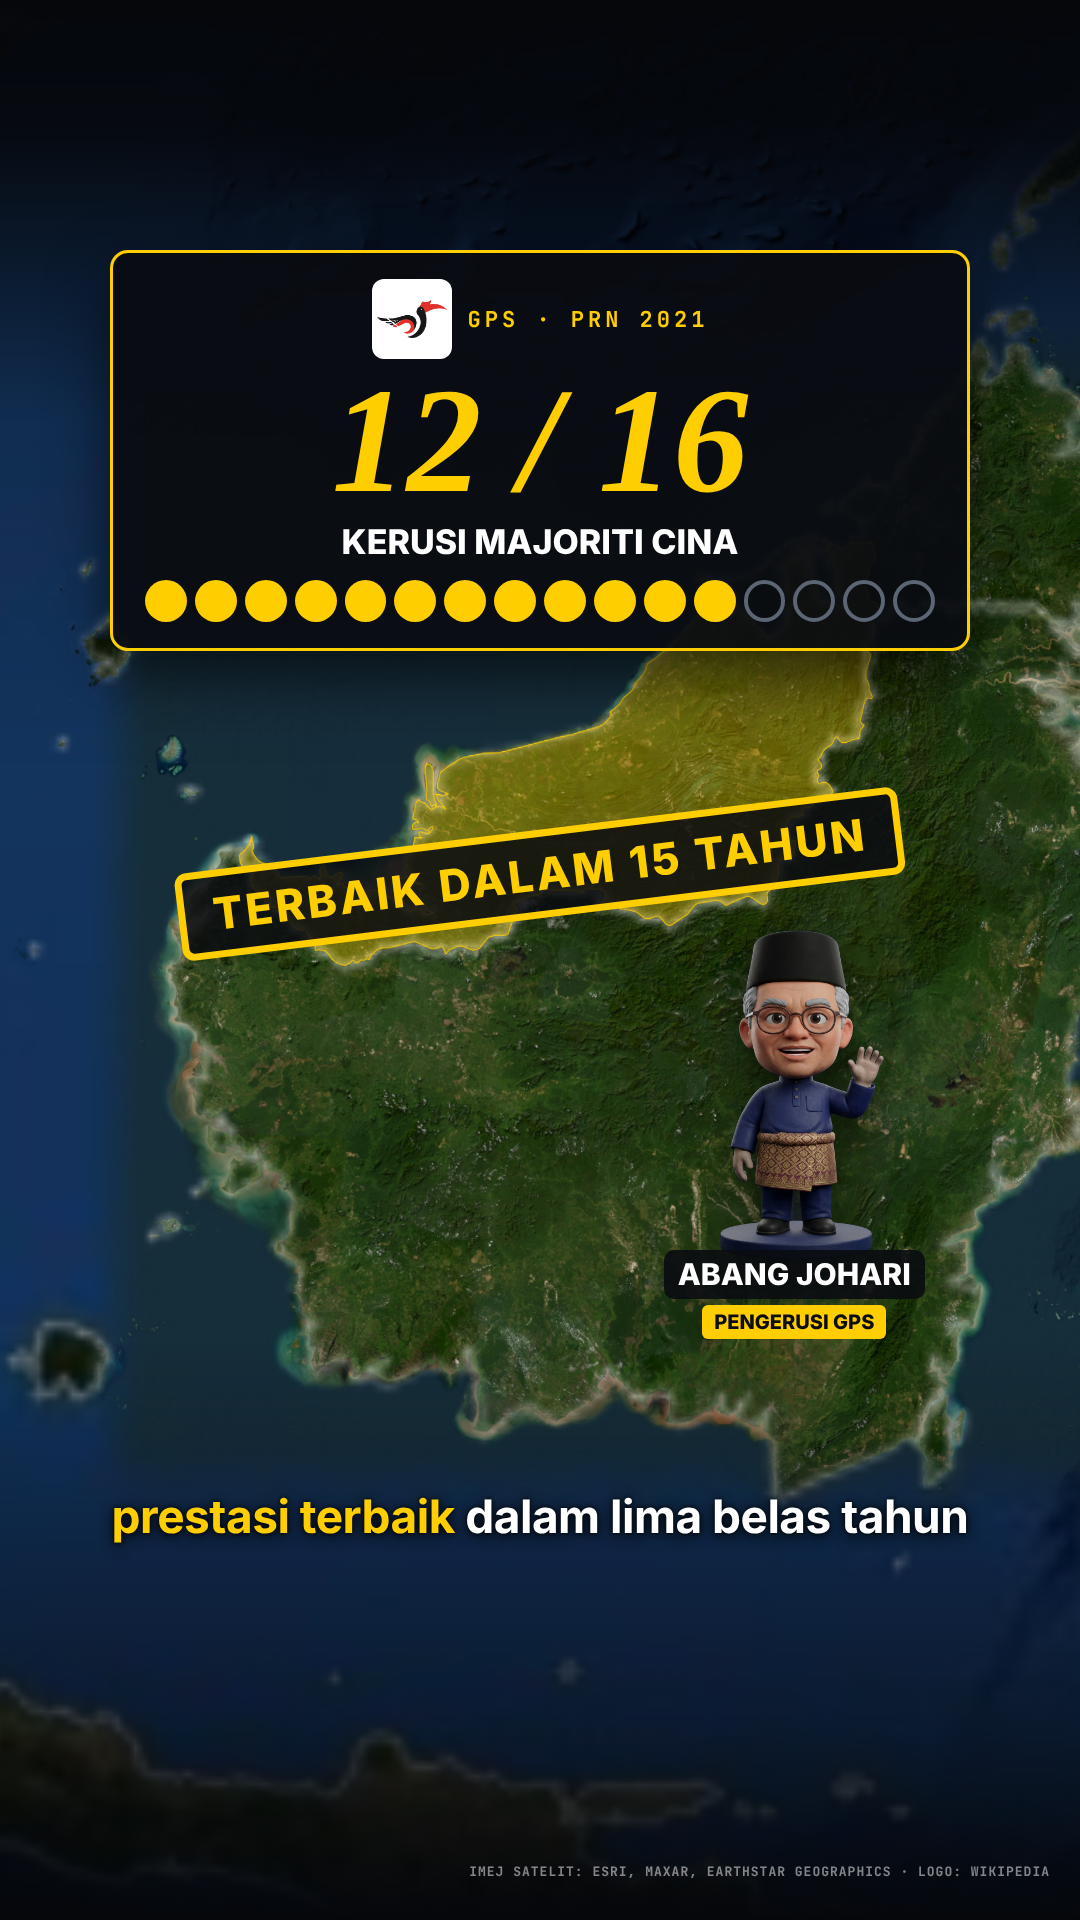 GPS · PRN 2021
12 / 16
KERUSI MAJORITI CINA
TERBAIK DALAM 15 TAHUN
ABANG JOHARI
PENGERUSI GPS
prestasi terbaik dalam lima belas tahun
IMEJ SATELIT: ESRI, MAXAR, EARTHSTAR GEOGRAPHICS · LOGO: WIKIPEDIA